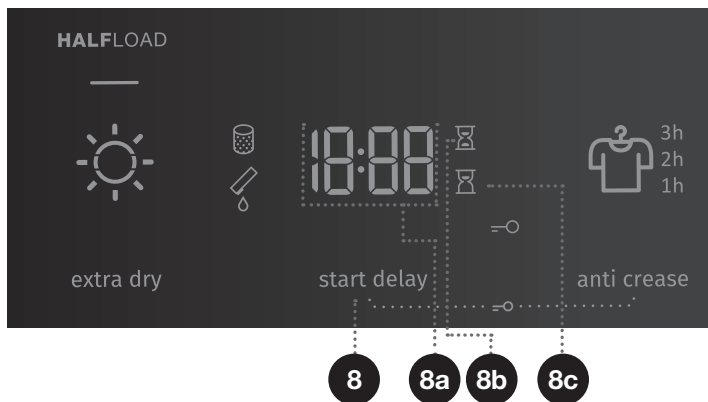 HALFLOAD
18:88
3h
2h
1h
extra dry
start delay
anti crease
8
8a
8b
8c